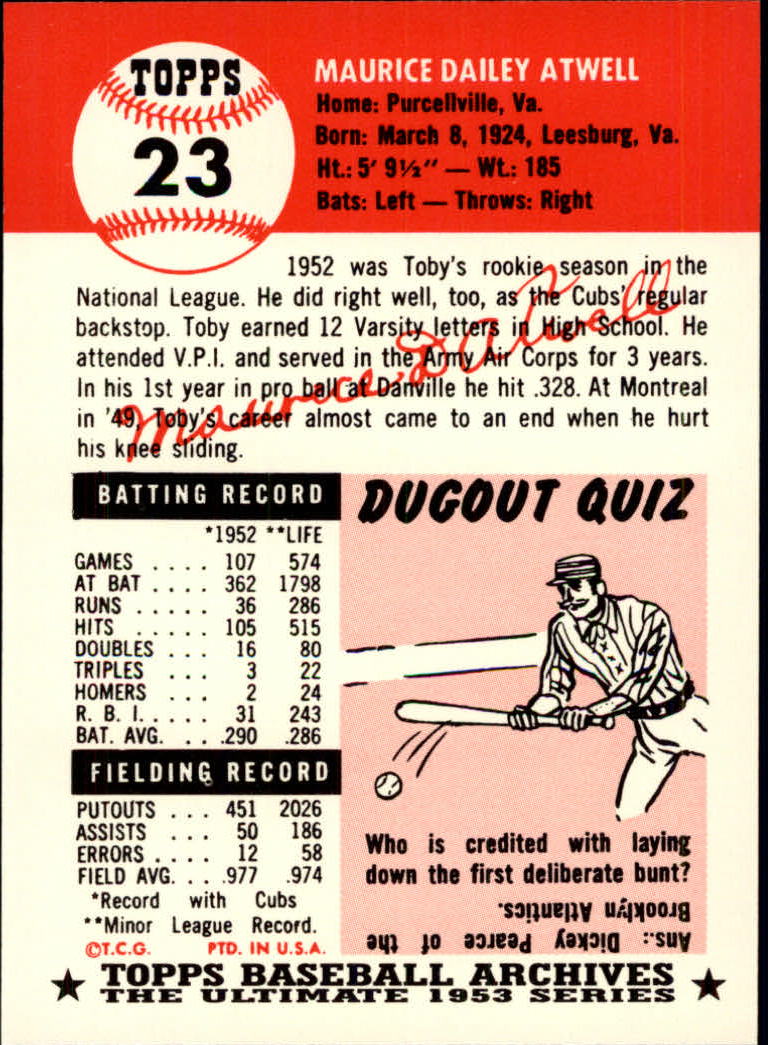 TOPPS
23
MAURICE DAILEY ATWELL
Home: Purcellville, Va.
Born: March 8, 1924, Leesburg, Va.
Ht.: 5' 9½" — Wt.: 185
Bats: Left — Throws: Right
1952 was Toby's rookie season in the
National League. He did right well, too, as the Cubs' regular
backstop. Toby earned 12 Varsity letters in High School. He
attended V.P.I. and served in the Army Air Corps for 3 years.
In his 1st year in pro ball at Danville he hit .328. At Montreal
in '49, Toby's career almost came to an end when he hurt
his knee sliding.
Maurice D Atwell
BATTING RECORD
*1952 **LIFE
GAMES . . . . 107 574
AT BAT . . . . 362 1798
RUNS . . . . . 36 286
HITS . . . . . 105 515
DOUBLES . . . 16 80
TRIPLES . . . 3 22
HOMERS . . . 2 24
R. B. I. . . . . 31 243
BAT. AVG. . . .290 .286
FIELDING RECORD
PUTOUTS . . . 451 2026
ASSISTS . . . 50 186
ERRORS . . . . 12 58
FIELD AVG. . . .977 .974
*Record with Cubs
**Minor League Record.
©T.C.G. PTD. IN U.S.A.
DUGOUT QUIZ
Who is credited with laying
down the first deliberate bunt?
Ans.: Dickey Pearce of the
Brooklyn Atlantics.
TOPPS BASEBALL ARCHIVES
THE ULTIMATE 1953 SERIES